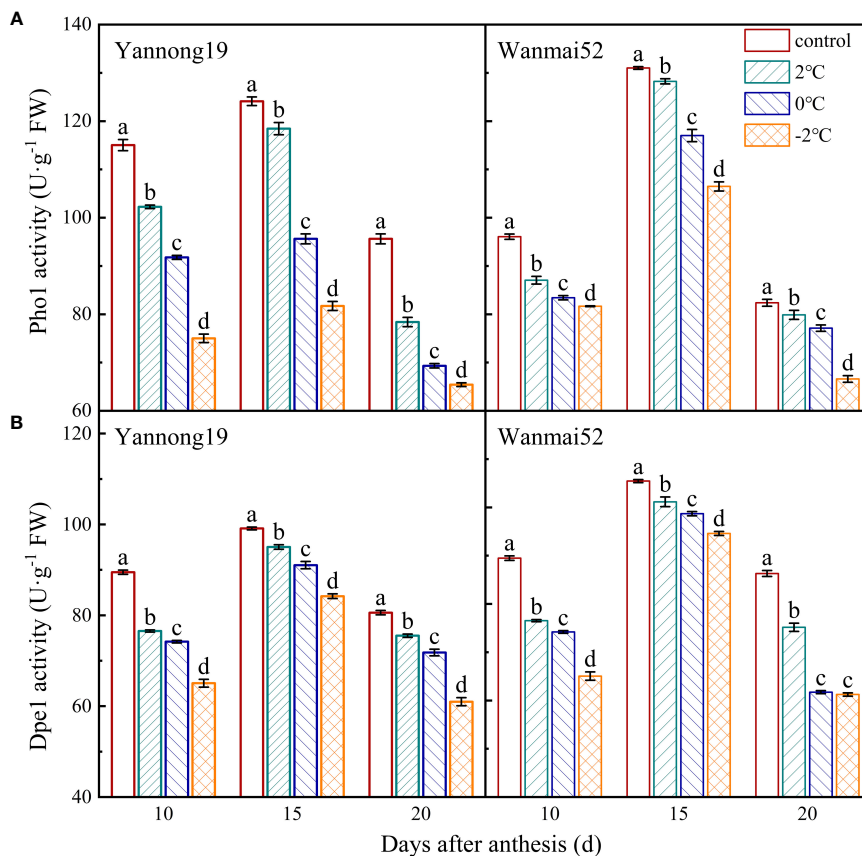 A
Yannong19
Wanmai52
control
2℃
0℃
-2℃
Pho1 activity (U·g⁻¹ FW)
140
120
100
80
60
a
b
c
d
a
b
c
d
a
b
c
d
a
b
c
d
a
b
c
d
a
b
c
d
B
Yannong19
Wanmai52
Dpe1 activity (U·g⁻¹ FW)
120
100
80
60
40
a
b
c
d
a
b
c
d
a
b
c
d
a
b
c
d
a
b
c
d
a
b
c
c
10
15
20
10
15
20
Days after anthesis (d)